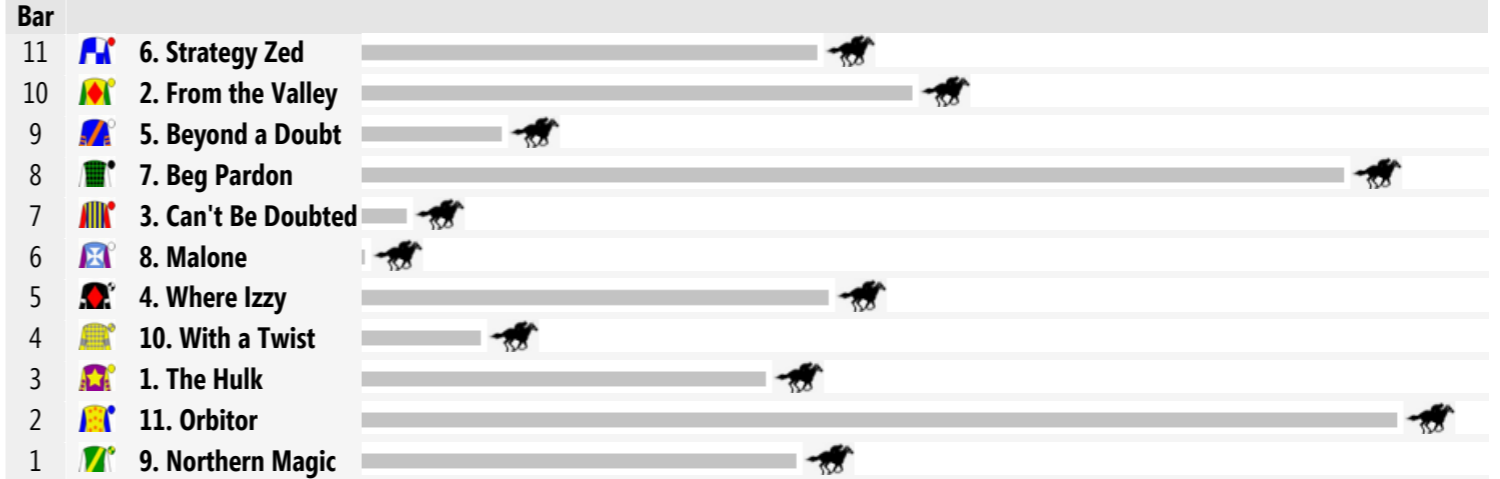 Bar
11 6. Strategy Zed
10 2. From the Valley
9 5. Beyond a Doubt
8 7. Beg Pardon
7 3. Can't Be Doubted
6 8. Malone
5 4. Where Izzy
4 10. With a Twist
3 1. The Hulk
2 11. Orbitor
1 9. Northern Magic